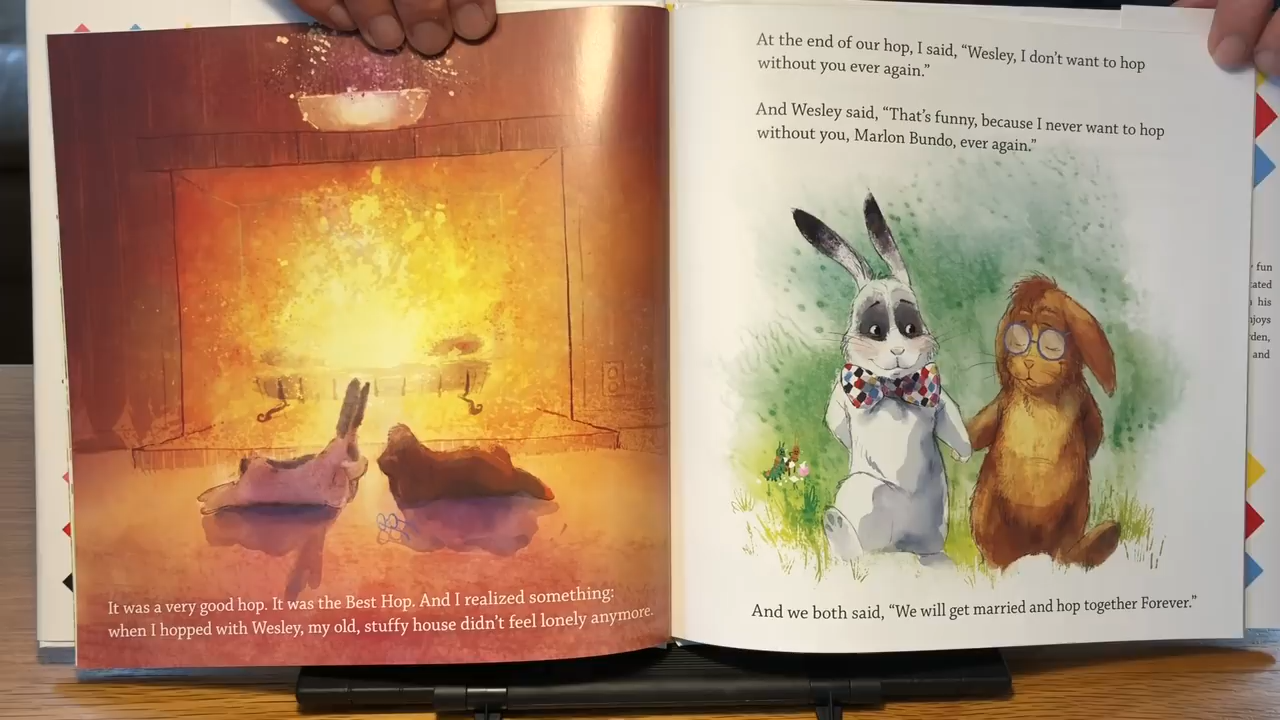 It was a very good hop. It was the Best Hop. And I realized something:
when I hopped with Wesley, my old, stuffy house didn't feel lonely anymore.
At the end of our hop, I said, “Wesley, I don't want to hop
without you ever again.”
And Wesley said, “That's funny, because I never want to hop
without you, Marlon Bundo, ever again.”
And we both said, “We will get married and hop together Forever.”
fun
his
and